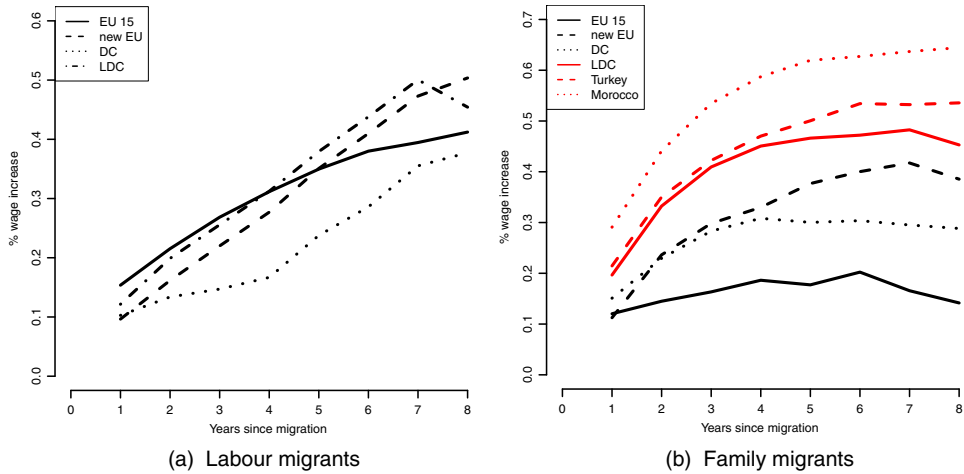 EU 15
new EU
DC
LDC
% wage increase
0.6
0.5
0.4
0.3
0.2
0.1
0.0
0 1 2 3 4 5 6 7 8
Years since migration
(a) Labour migrants
EU 15
new EU
DC
LDC
Turkey
Morocco
% wage increase
0.7
0.6
0.5
0.4
0.3
0.2
0.1
0.0
0 1 2 3 4 5 6 7 8
Years since migration
(b) Family migrants